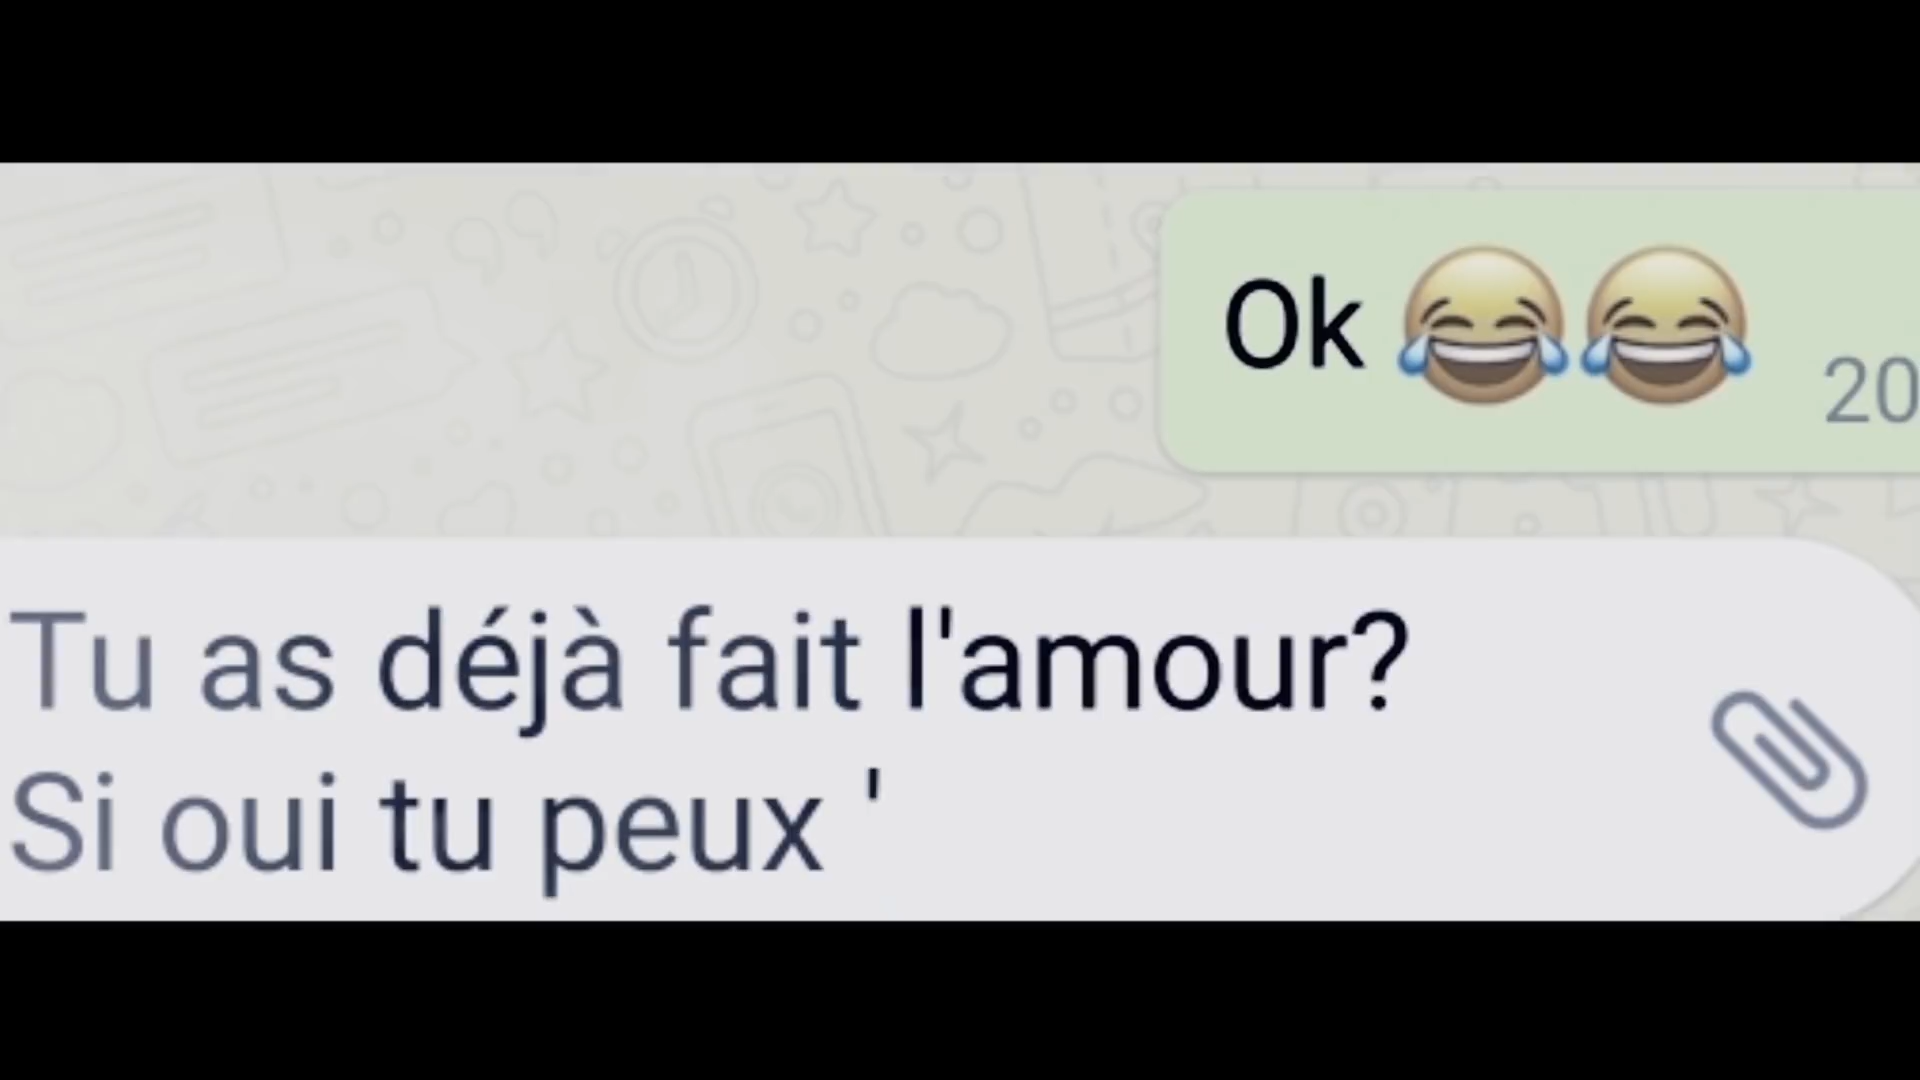 Ok 😂😂
20
Tu as déjà fait l'amour?
Si oui tu peux '